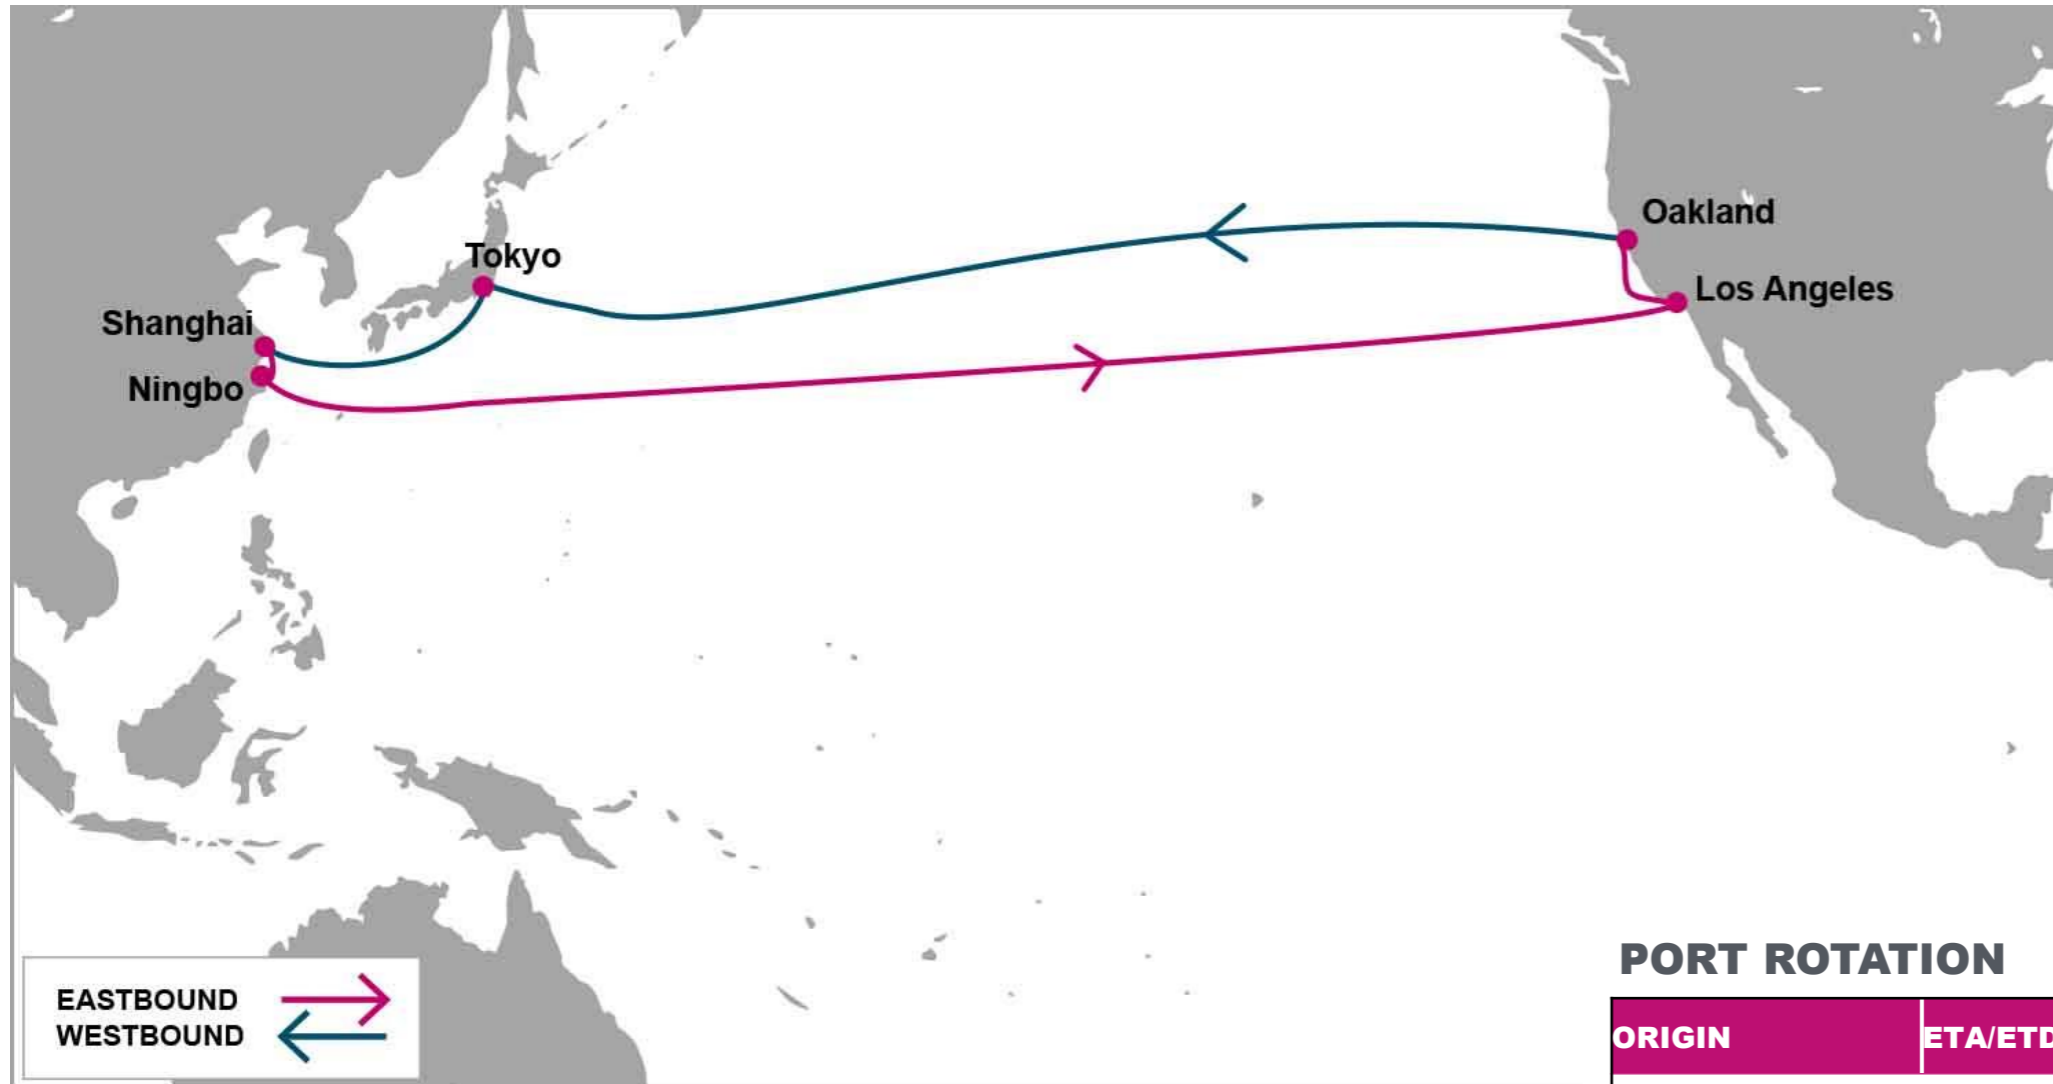 Oakland
Tokyo
Los Angeles
Shanghai
Ningbo
PORT ROTATION
EASTBOUND
WESTBOUND
ORIGIN
ETA/ETD